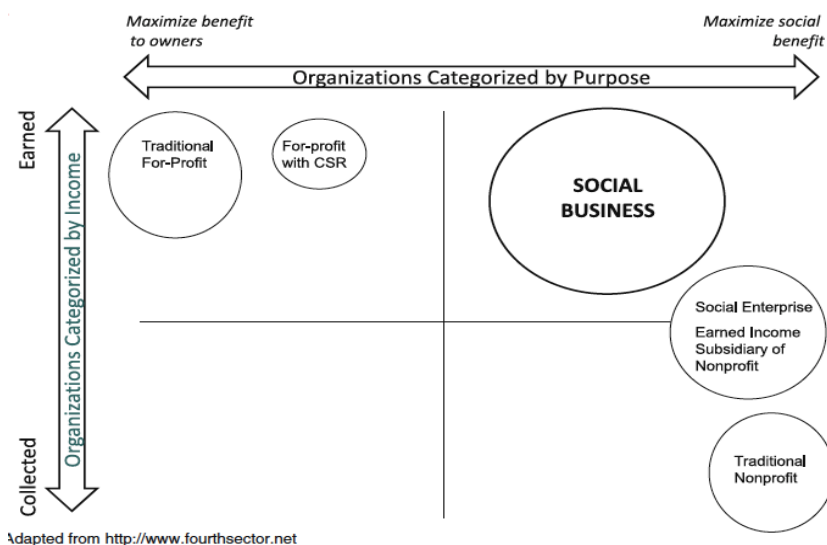 Maximize benefit
to owners
Maximize social
benefit
Organizations Categorized by Purpose
Earned
Organizations Categorized by Income
Collected
Traditional
For-Profit
For-profit
with CSR
SOCIAL
BUSINESS
Social Enterprise
Earned Income
Subsidiary of
Nonprofit
Traditional
Nonprofit
Adapted from http://www.fourthsector.net